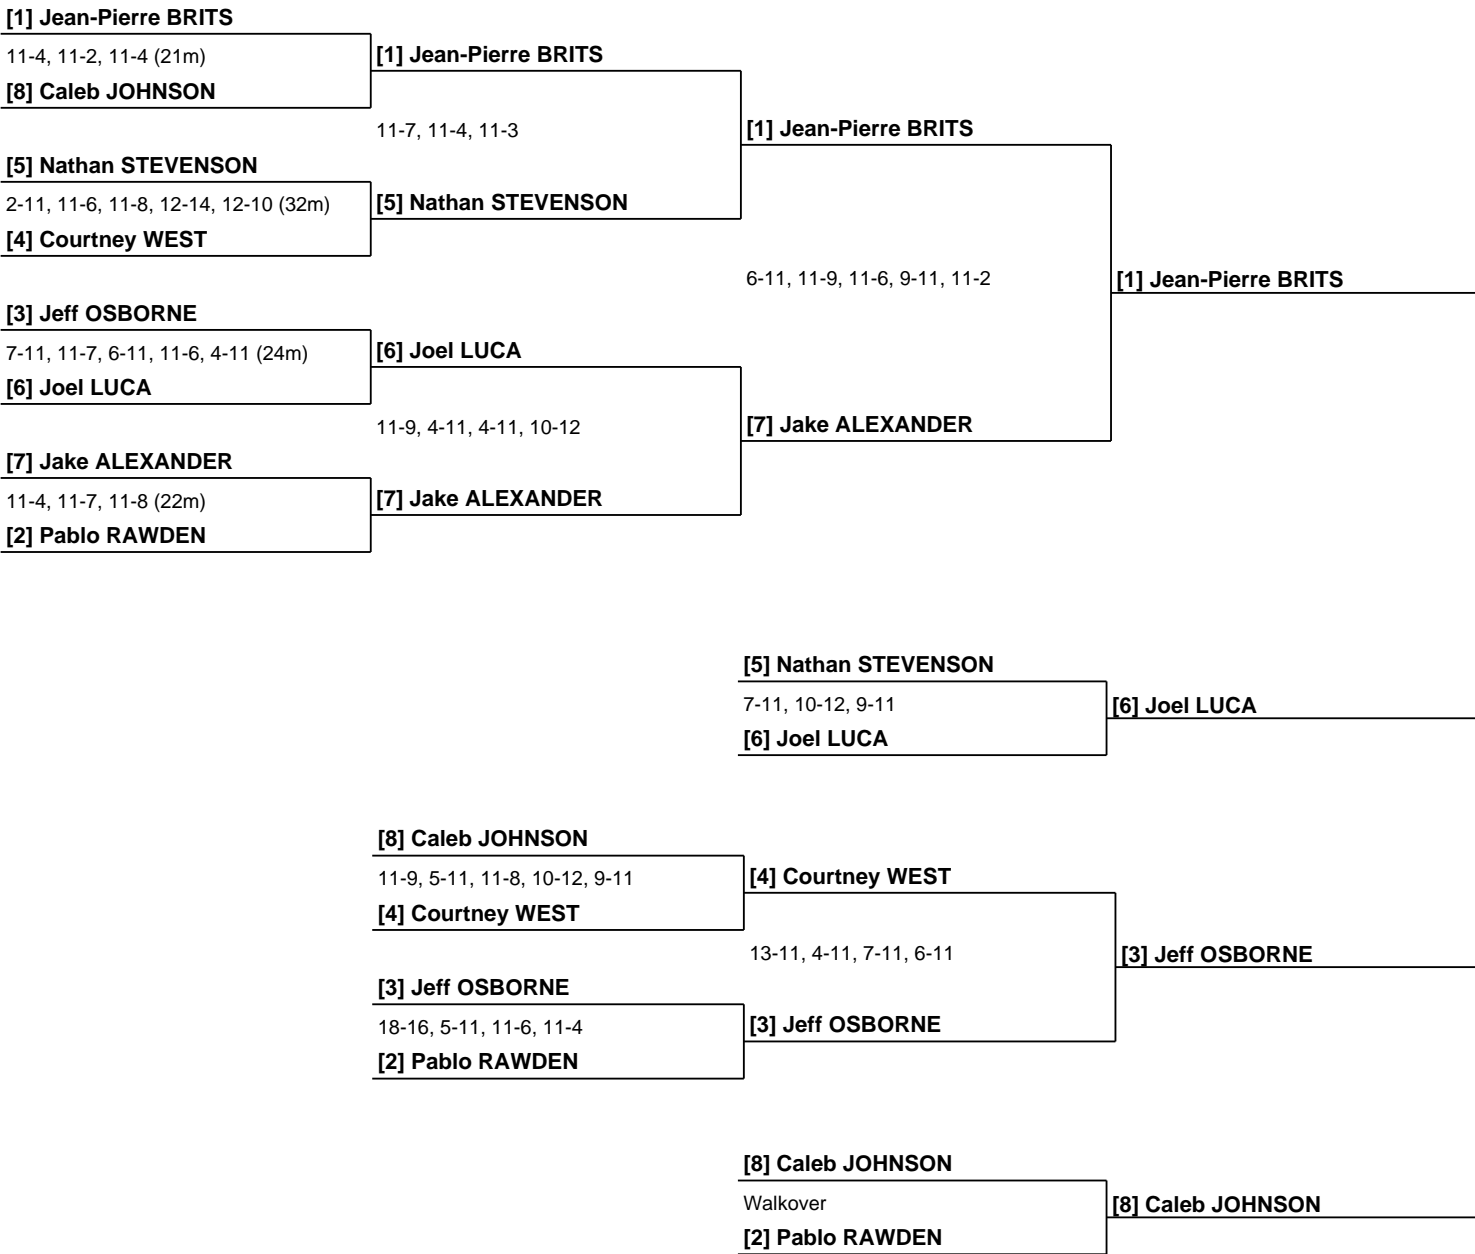 [1] Jean-Pierre BRITS
11-4, 11-2, 11-4 (21m)
[1] Jean-Pierre BRITS
[8] Caleb JOHNSON
11-7, 11-4, 11-3
[1] Jean-Pierre BRITS
[5] Nathan STEVENSON
2-11, 11-6, 11-8, 12-14, 12-10 (32m)
[5] Nathan STEVENSON
[4] Courtney WEST
6-11, 11-9, 11-6, 9-11, 11-2
[1] Jean-Pierre BRITS
[3] Jeff OSBORNE
7-11, 11-7, 6-11, 11-6, 4-11 (24m)
[6] Joel LUCA
[6] Joel LUCA
11-9, 4-11, 4-11, 10-12
[7] Jake ALEXANDER
[7] Jake ALEXANDER
11-4, 11-7, 11-8 (22m)
[7] Jake ALEXANDER
[2] Pablo RAWDEN
[5] Nathan STEVENSON
7-11, 10-12, 9-11
[6] Joel LUCA
[6] Joel LUCA
[8] Caleb JOHNSON
11-9, 5-11, 11-8, 10-12, 9-11
[4] Courtney WEST
[4] Courtney WEST
13-11, 4-11, 7-11, 6-11
[3] Jeff OSBORNE
[3] Jeff OSBORNE
18-16, 5-11, 11-6, 11-4
[3] Jeff OSBORNE
[2] Pablo RAWDEN
[8] Caleb JOHNSON
Walkover
[8] Caleb JOHNSON
[2] Pablo RAWDEN